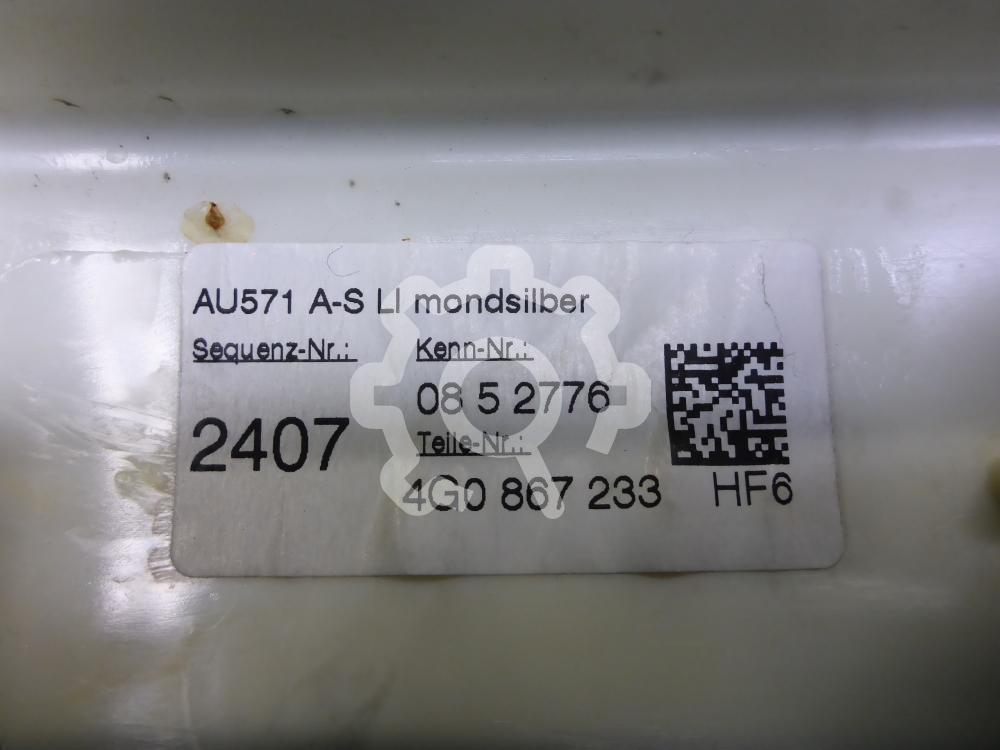 AU571 A-S LI mondsilber
Sequenz-Nr.: Kenn-Nr.:
08 5 2776
2407
Teile-Nr.:
4G0 867 233 HF6